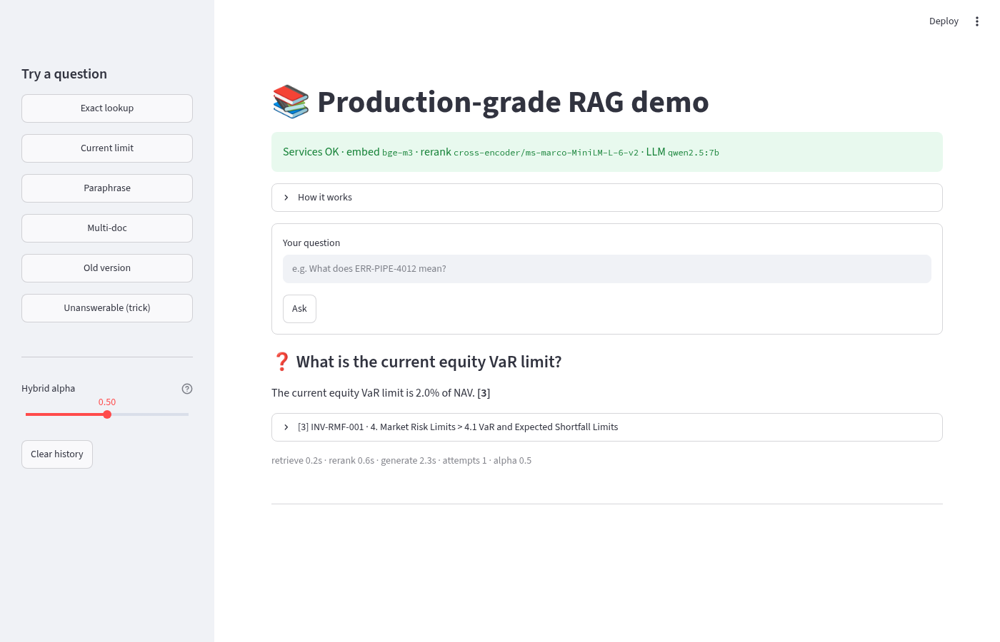 Deploy
Try a question
Exact lookup
Current limit
Paraphrase
Multi-doc
Old version
Unanswerable (trick)
Hybrid alpha
0.50
Clear history
Production-grade RAG demo
Services OK · embed bge-m3 · rerank cross-encoder/ms-marco-MiniLM-L-6-v2 · LLM qwen2.5:7b
How it works
Your question
e.g. What does ERR-PIPE-4012 mean?
Ask
❓ What is the current equity VaR limit?
The current equity VaR limit is 2.0% of NAV. [3]
[3] INV-RMF-001 · 4. Market Risk Limits > 4.1 VaR and Expected Shortfall Limits
retrieve 0.2s · rerank 0.6s · generate 2.3s · attempts 1 · alpha 0.5